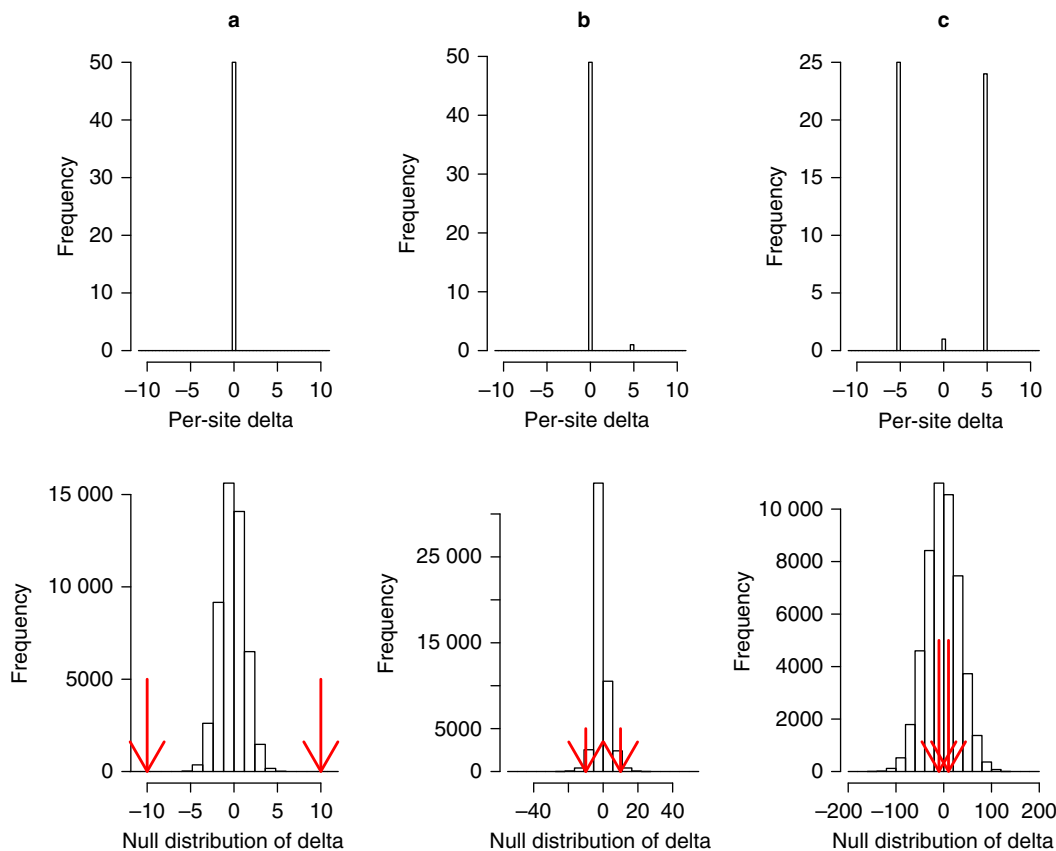 a
b
c
Frequency
50
40
30
20
10
0
−10 −5 0 5 10
Per-site delta
Frequency
50
40
30
20
10
0
−10 −5 0 5 10
Per-site delta
Frequency
25
20
15
10
5
0
−10 −5 0 5 10
Per-site delta
Frequency
15 000
10 000
5000
0
−10 −5 0 5 10
Null distribution of delta
Frequency
25 000
15 000
5000
0
−40 0 20 40
Null distribution of delta
Frequency
10 000
8000
6000
4000
2000
0
−200 −100 0 100 200
Null distribution of delta